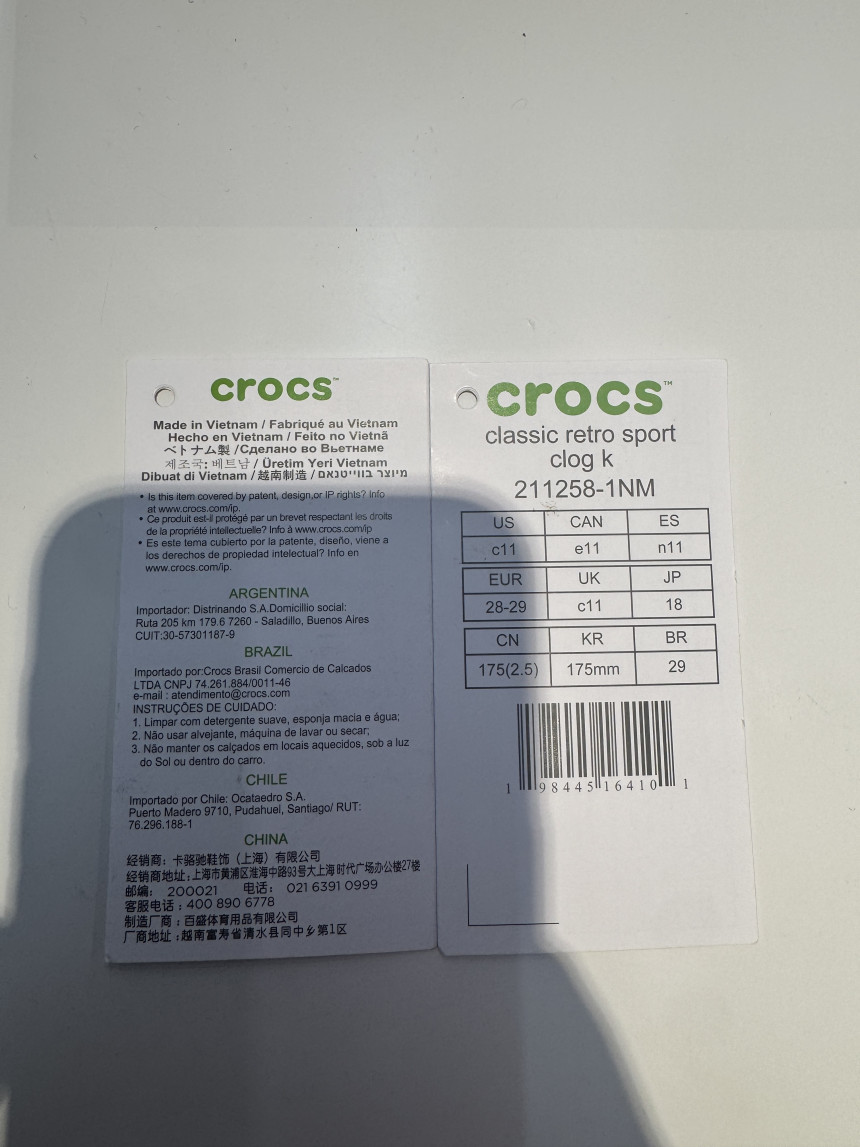 crocs™
Made in Vietnam / Fabriqué au Vietnam
Hecho en Vietnam / Feito no Vietnã
ベトナム製 /Сделано во Вьетнаме
제조국: 베트남 / Üretim Yeri Vietnam
Dibuat di Vietnam / 越南制造 / מיוצר בווייטנאם
• Is this item covered by patent, design,or IP rights? Info
at www.crocs.com/ip.
• Ce produit est-il protégé par un brevet respectant les droits
de la propriété intellectuelle? Info à www.crocs.com/ip
• Es este tema cubierto por la patente, diseño, viene a
los derechos de propiedad intelectual? Info en
www.crocs.com/ip.
ARGENTINA
Importador: Distrinando S.A.Domicillio social:
Ruta 205 km 179.6 7260 - Saladillo, Buenos Aires
CUIT:30-57301187-9
BRAZIL
Importado por:Crocs Brasil Comercio de Calcados
LTDA CNPJ 74.261.884/0011-46
e-mail : atendimento@crocs.com
INSTRUÇÕES DE CUIDADO:
1. Limpar com detergente suave, esponja macia e água;
2. Não usar alvejante, máquina de lavar ou secar;
3. Não manter os calçados em locais aquecidos, sob a luz
do Sol ou dentro do carro.
CHILE
Importado por Chile: Ocataedro S.A.
Puerto Madero 9710, Pudahuel, Santiago/ RUT:
76.296.188-1
CHINA
经销商: 卡骆驰鞋饰（上海）有限公司
经销商地址:上海市黄浦区淮海中路93号大上海时代广场办公楼27楼
邮编: 200021 电话: 021 6391 0999
客服电话:400 890 6778
制造厂商:百盛体育用品有限公司
厂商地址:越南富寿省清水县同中乡第1区
crocs™
classic retro sport
clog k
211258-1NM
US CAN ES
c11 e11 n11
EUR UK JP
28-29 c11 18
CN KR BR
175(2.5) 175mm 29
1 98445 16410 1